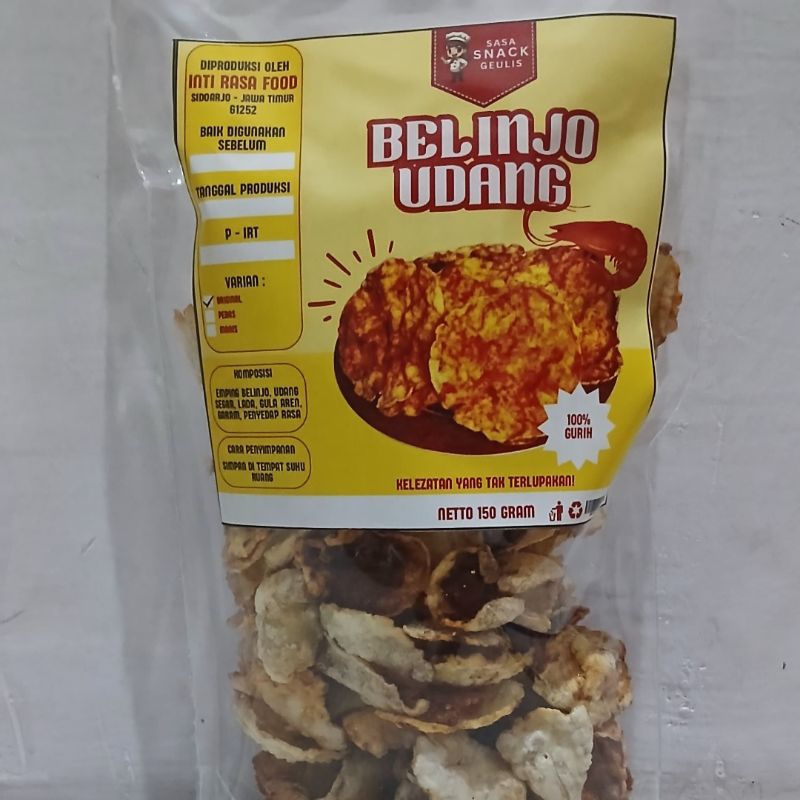 DIPRODUKSI OLEH
INTI RASA FOOD
SIDOARJO - JAWA TIMUR
61252
BAIK DIGUNAKAN
SEBELUM
TANGGAL PRODUKSI
P - IRT
VARIAN :
ORIGINAL
PEDAS
MANIS
KOMPOSISI
EMPING BELINJO, UDANG
SEGAR, LADA, GULA AREN,
GARAM, PENYEDAP RASA
CARA PENYIMPANAN
SIMPAN DI TEMPAT SUHU
RUANG
SASA
SNACK
GEULIS
BELINJO
UDANG
100%
GURIH
KELEZATAN YANG TAK TERLUPAKAN!
NETTO 150 GRAM